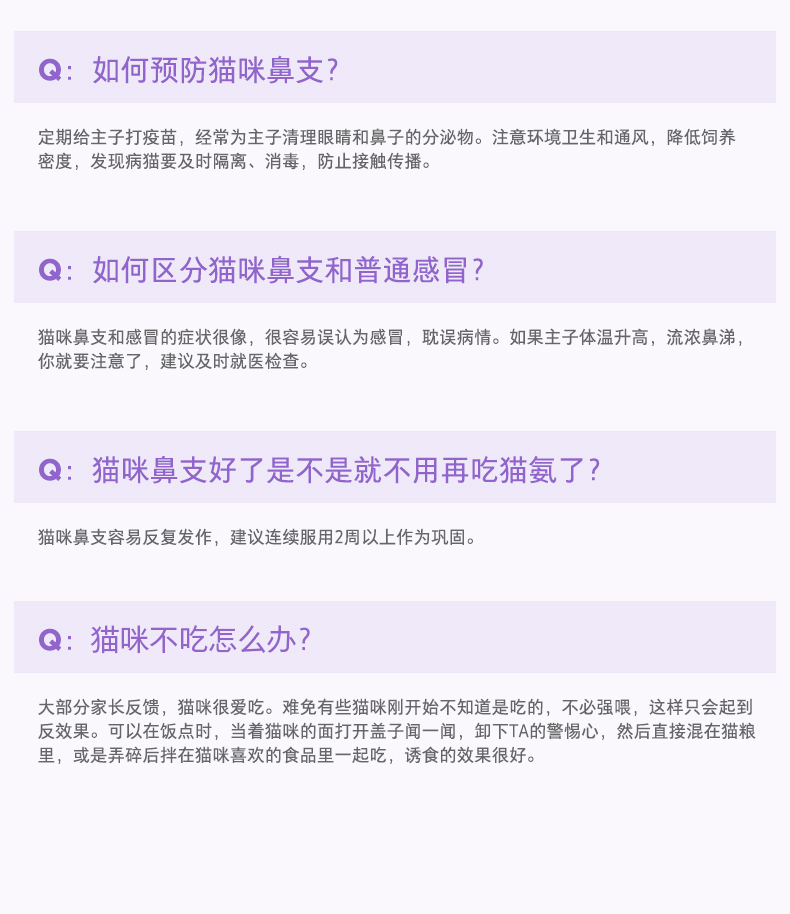 Q：如何预防猫咪鼻支？
定期给主子打疫苗，经常为主子清理眼睛和鼻子的分泌物。注意环境卫生和通风，降低饲养
密度，发现病猫要及时隔离、消毒，防止接触传播。
Q：如何区分猫咪鼻支和普通感冒？
猫咪鼻支和感冒的症状很像，很容易误认为感冒，耽误病情。如果主子体温升高，流浓鼻涕，
你就要注意了，建议及时就医检查。
Q：猫咪鼻支好了是不是就不用再吃猫氨了？
猫咪鼻支容易反复发作，建议连续服用2周以上作为巩固。
Q：猫咪不吃怎么办？
大部分家长反馈，猫咪很爱吃。难免有些猫咪刚开始不知道是吃的，不必强喂，这样只会起到
反效果。可以在饭点时，当着猫咪的面打开盖子闻一闻，卸下TA的警惕心，然后直接混在猫粮
里，或是弄碎后拌在猫咪喜欢的食品里一起吃，诱食的效果很好。